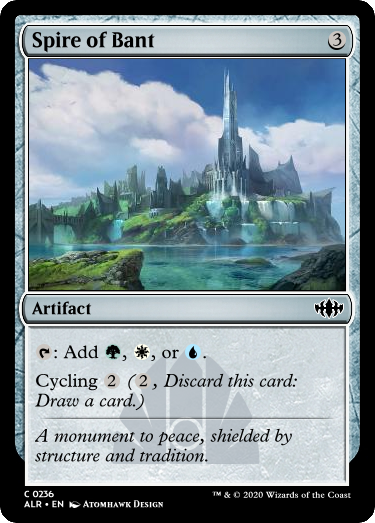 Spire of Bant 3
Artifact
: Add , , or .
Cycling 2 (2, Discard this card:
Draw a card.)
A monument to peace, shielded by
structure and tradition.
C 0236
ALR • EN Atomhawk Design
™ & © 2020 Wizards of the Coast